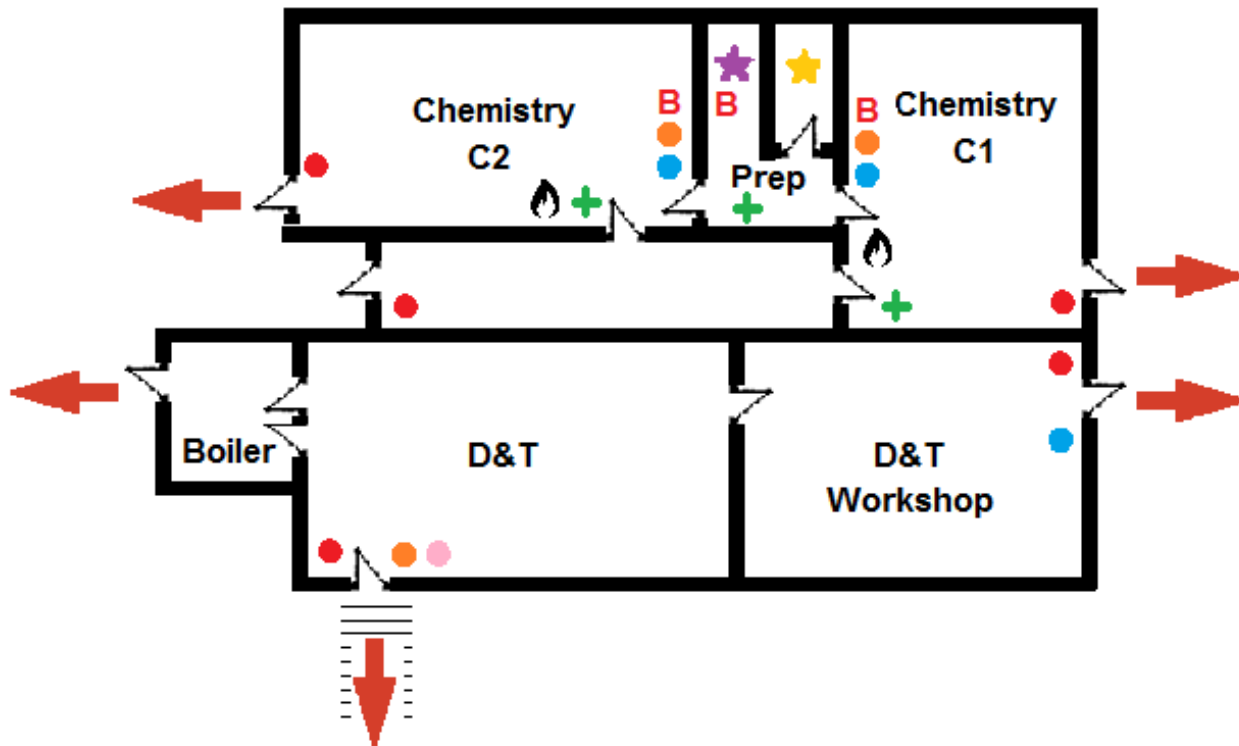 B
B
B
Chemistry
C2
Chemistry
C1
Prep
Boiler
D&T
D&T
Workshop